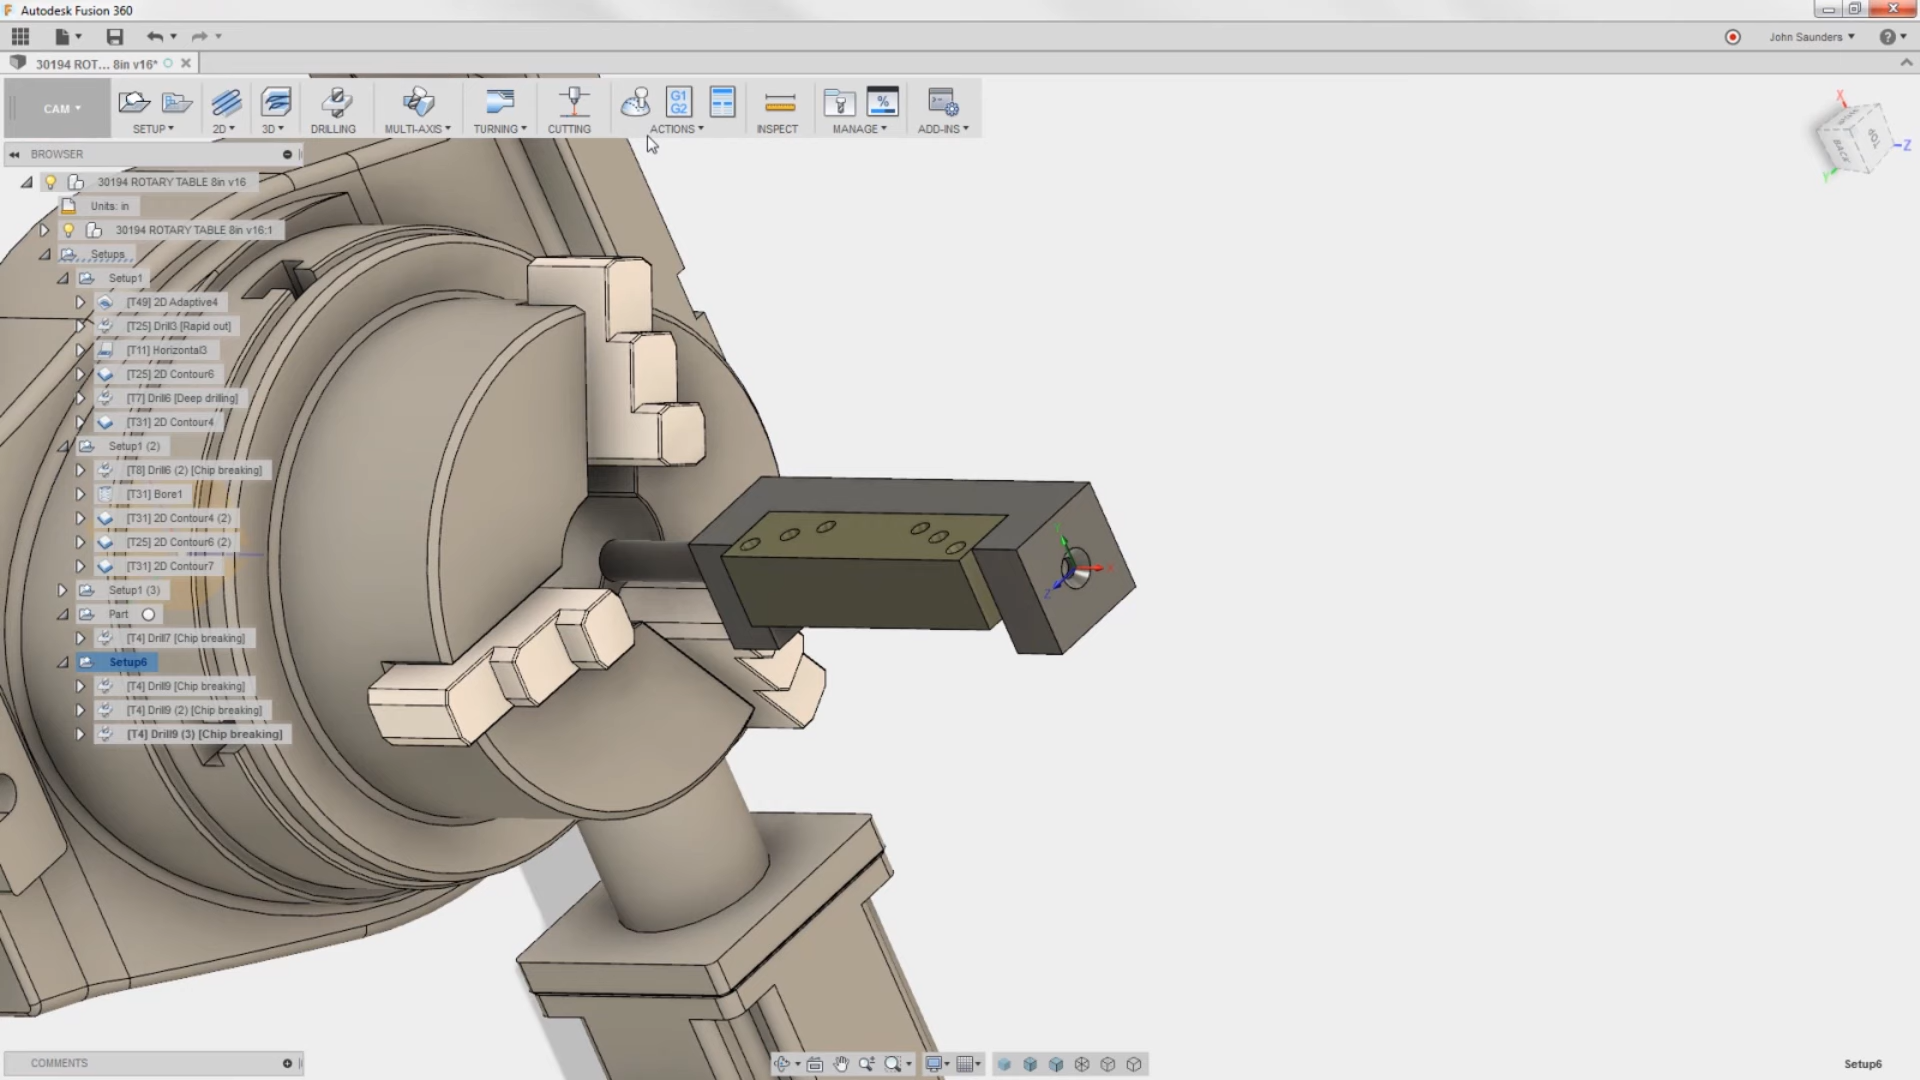 Autodesk Fusion 360
John Saunders
30194 ROT... 8in v16*
CAM
SETUP
2D
3D
DRILLING
MULTI-AXIS
TURNING
CUTTING
G1
G2
ACTIONS
INSPECT
MANAGE
ADD-INS
BROWSER
30194 ROTARY TABLE 8in v16
Units: in
30194 ROTARY TABLE 8in v16:1
Setups
Setup1
[T49] 2D Adaptive4
[T25] Drill3 [Rapid out]
[T11] Horizontal3
[T25] 2D Contour6
[T7] Drill6 [Deep drilling]
[T31] 2D Contour4
Setup1 (2)
[T8] Drill6 (2) [Chip breaking]
[T31] Bore1
[T31] 2D Contour4 (2)
[T25] 2D Contour6 (2)
[T31] 2D Contour7
Setup1 (3)
Part
[T4] Drill7 [Chip breaking]
Setup6
[T4] Drill9 [Chip breaking]
[T4] Drill9 (2) [Chip breaking]
[T4] Drill9 (3) [Chip breaking]
X
TOP
BACK
Z
Y
Y
X
Z
COMMENTS
Setup6